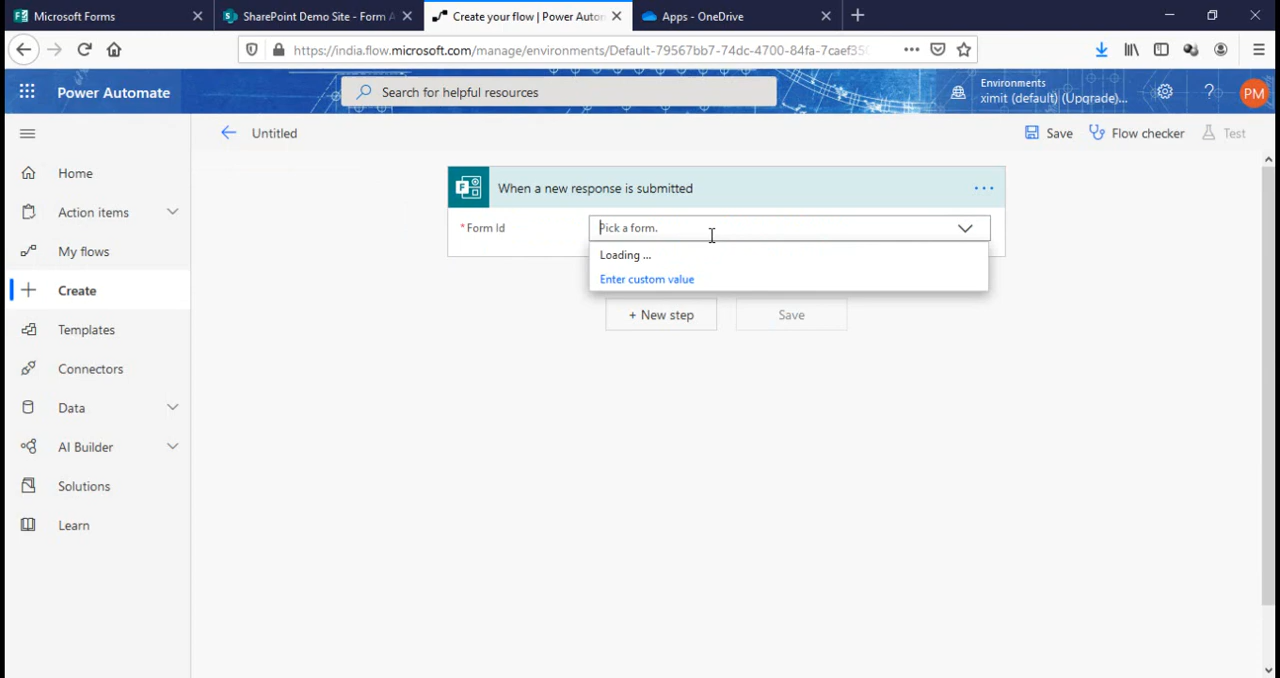 Microsoft Forms
SharePoint Demo Site - Form A
Create your flow | Power Autom
Apps - OneDrive
https://india.flow.microsoft.com/manage/environments/Default-79567bb7-74dc-4700-84fa-7caef356
Power Automate
Search for helpful resources
Environments
ximit (default) (Upgrade)...
?
PM
Untitled
Save
Flow checker
Test
Home
Action items
My flows
Create
Templates
Connectors
Data
AI Builder
Solutions
Learn
When a new response is submitted
* Form Id
Pick a form.
Loading ...
Enter custom value
+ New step
Save